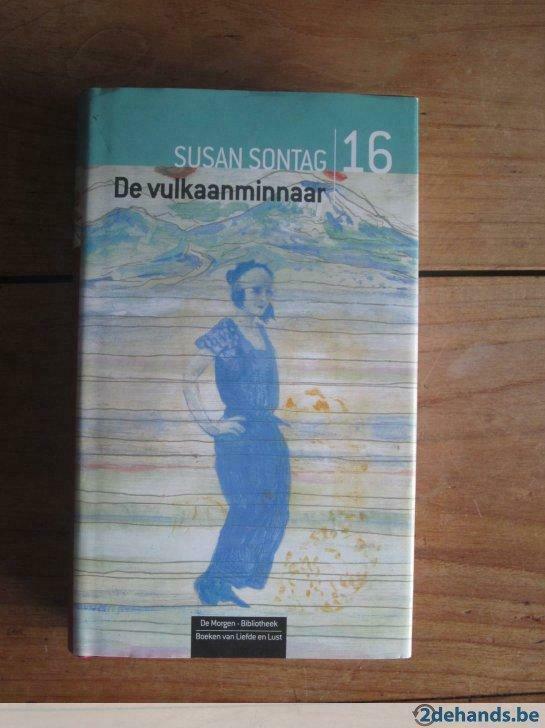 SUSAN SONTAG 16
De vulkaanminnaar
De Morgen · Bibliotheek
Boeken van Liefde en Lust
2dehands.be